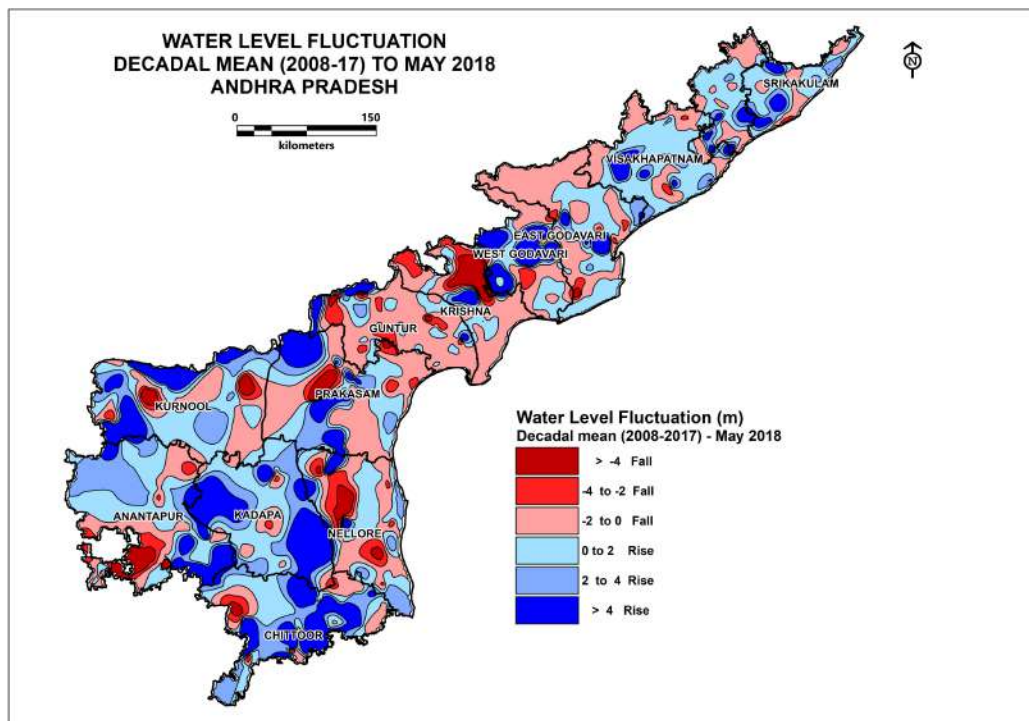 WATER LEVEL FLUCTUATION
DECADAL MEAN (2008-17) TO MAY 2018
ANDHRA PRADESH
0 150
kilometers
N
SRIKAKULAM
VISAKHAPATNAM
EAST GODAVARI
WEST GODAVARI
KRISHNA
GUNTUR
PRAKASAM
KURNOOL
ANANTAPUR
KADAPA
NELLORE
CHITTOOR
Water Level Fluctuation (m)
Decadal mean (2008-2017) - May 2018
> -4 Fall
-4 to -2 Fall
-2 to 0 Fall
0 to 2 Rise
2 to 4 Rise
> 4 Rise